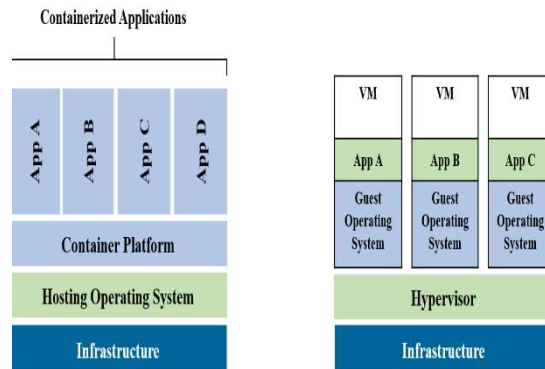 Containerized Applications
App A
App B
App C
App D
Container Platform
Hosting Operating System
Infrastructure
VM
VM
VM
App A
App B
App C
Guest
Operating
System
Guest
Operating
System
Guest
Operating
System
Hypervisor
Infrastructure